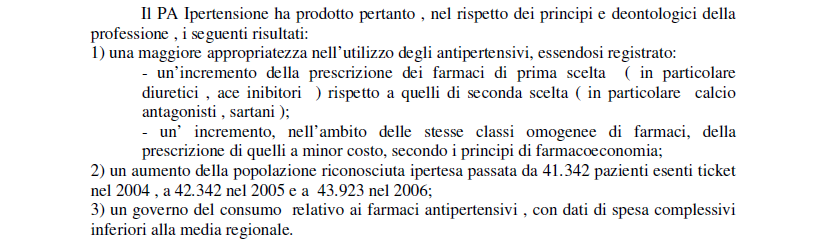 Il PA Ipertensione ha prodotto pertanto , nel rispetto dei principi e deontologici della
professione , i seguenti risultati:
1) una maggiore appropriatezza nell'utilizzo degli antipertensivi, essendosi registrato:
- un'incremento della prescrizione dei farmaci di prima scelta ( in particolare
diuretici , ace inibitori ) rispetto a quelli di seconda scelta ( in particolare calcio
antagonisti , sartani );
- un' incremento, nell'ambito delle stesse classi omogenee di farmaci, della
prescrizione di quelli a minor costo, secondo i principi di farmacoeconomia;
2) un aumento della popolazione riconosciuta ipertesa passata da 41.342 pazienti esenti ticket
nel 2004 , a 42.342 nel 2005 e a 43.923 nel 2006;
3) un governo del consumo relativo ai farmaci antipertensivi , con dati di spesa complessivi
inferiori alla media regionale.